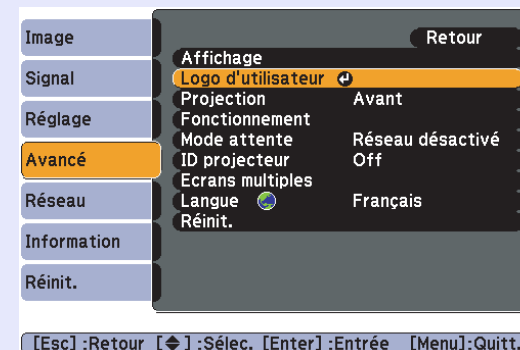 Image
Signal
Réglage
Avancé
Réseau
Information
Réinit.
Retour
Affichage
Logo d'utilisateur
Projection Avant
Fonctionnement
Mode attente Réseau désactivé
ID projecteur Off
Ecrans multiples
Langue Français
Réinit.
[Esc] :Retour [◆] :Sélec. [Enter] :Entrée [Menu]:Quitt.